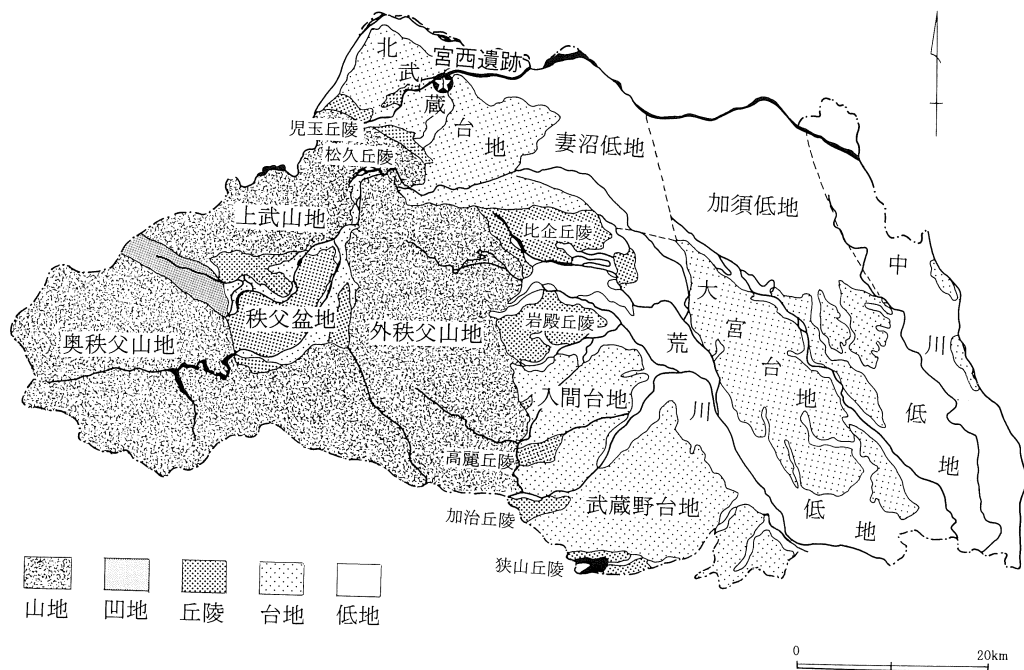 北武蔵台地
宮西遺跡
児玉丘陵
松久丘陵
妻沼低地
加須低地
上武山地
比企丘陵
中川低地
大宮台地
秩父盆地
奥秩父山地
外秩父山地
岩殿丘陵
荒川低地
入間台地
高麗丘陵
加治丘陵
武蔵野台地
狭山丘陵
山地
凹地
丘陵
台地
低地
0
20km